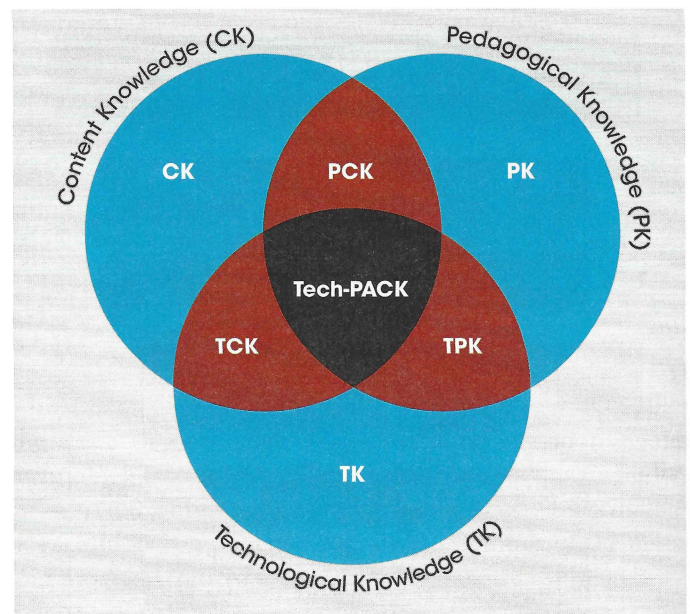 Content Knowledge (CK)
Pedagogical Knowledge (PK)
CK
PCK
PK
Tech-PACK
TCK
TPK
TK
Technological Knowledge (TK)